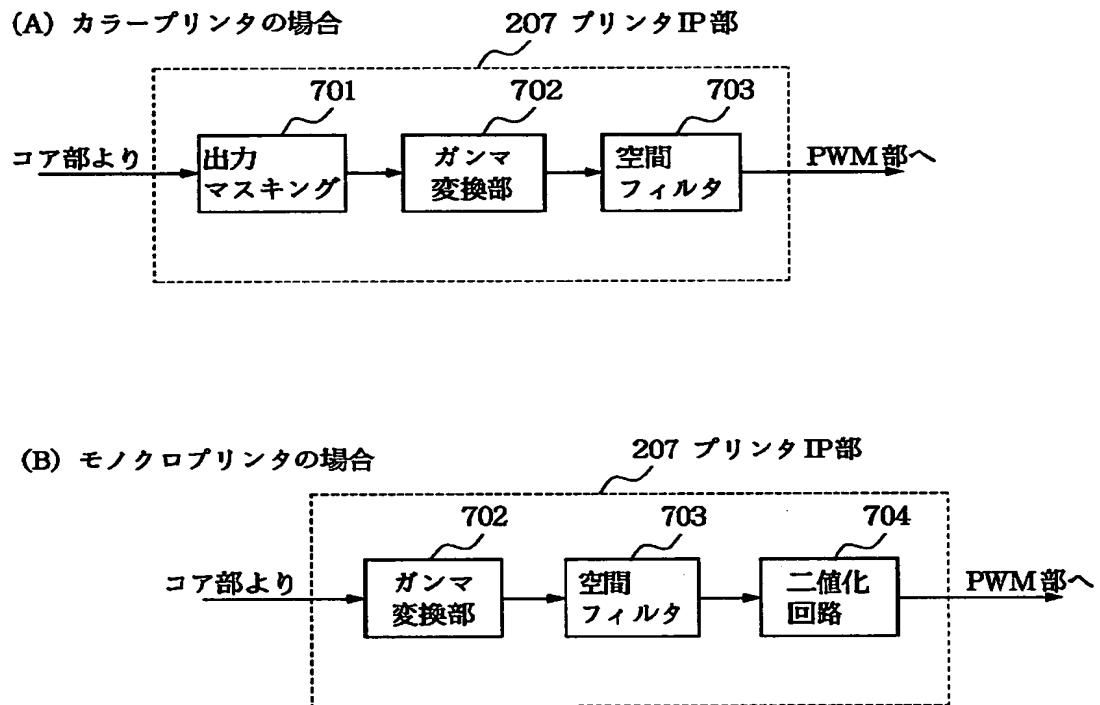 (A) カラープリンタの場合
207 プリンタIP部
701
702
703
コア部より
出力
マスキング
ガンマ
変換部
空間
フィルタ
PWM部へ
(B) モノクロプリンタの場合
207 プリンタIP部
702
703
704
コア部より
ガンマ
変換部
空間
フィルタ
二値化
回路
PWM部へ